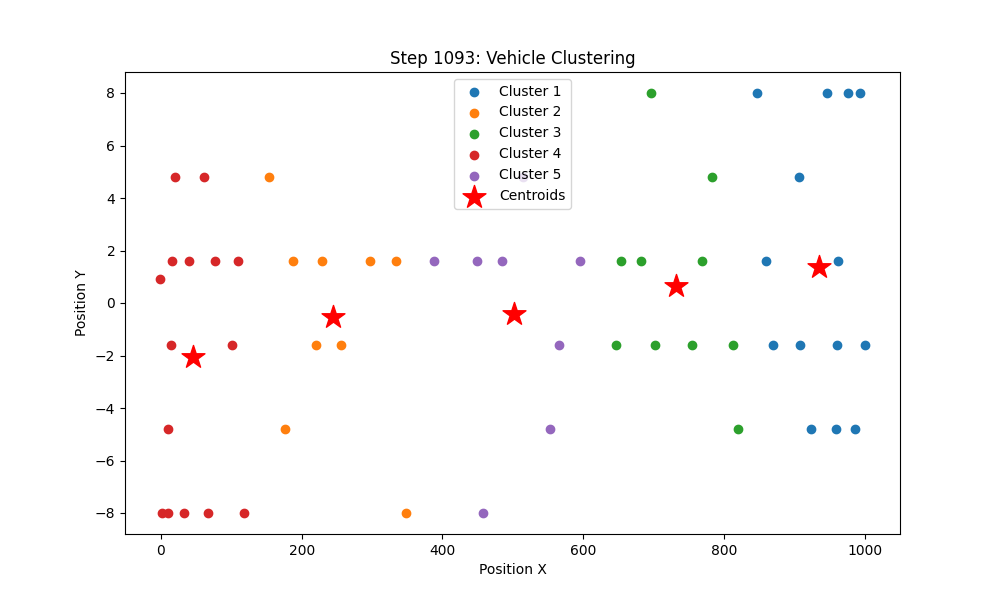 Step 1093: Vehicle Clustering
Cluster 1
Cluster 2
Cluster 3
Cluster 4
Cluster 5
Centroids
Position Y
8
6
4
2
0
−2
−4
−6
−8
0 200 400 600 800 1000
Position X